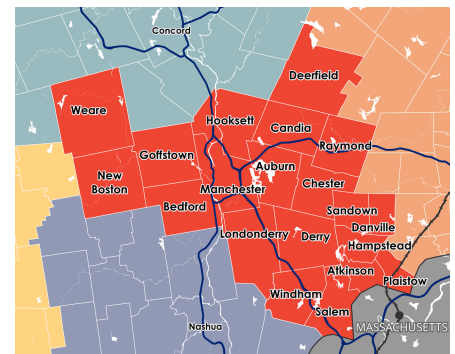 Concord
Deerfield
Weare
Hooksett
Candia
Raymond
Goffstown
Auburn
New
Boston
Manchester
Chester
Bedford
Sandown
Danville
Londonderry
Derry
Hampstead
Atkinson
Plaistow
Windham
Salem
Nashua
MASSACHUSETTS